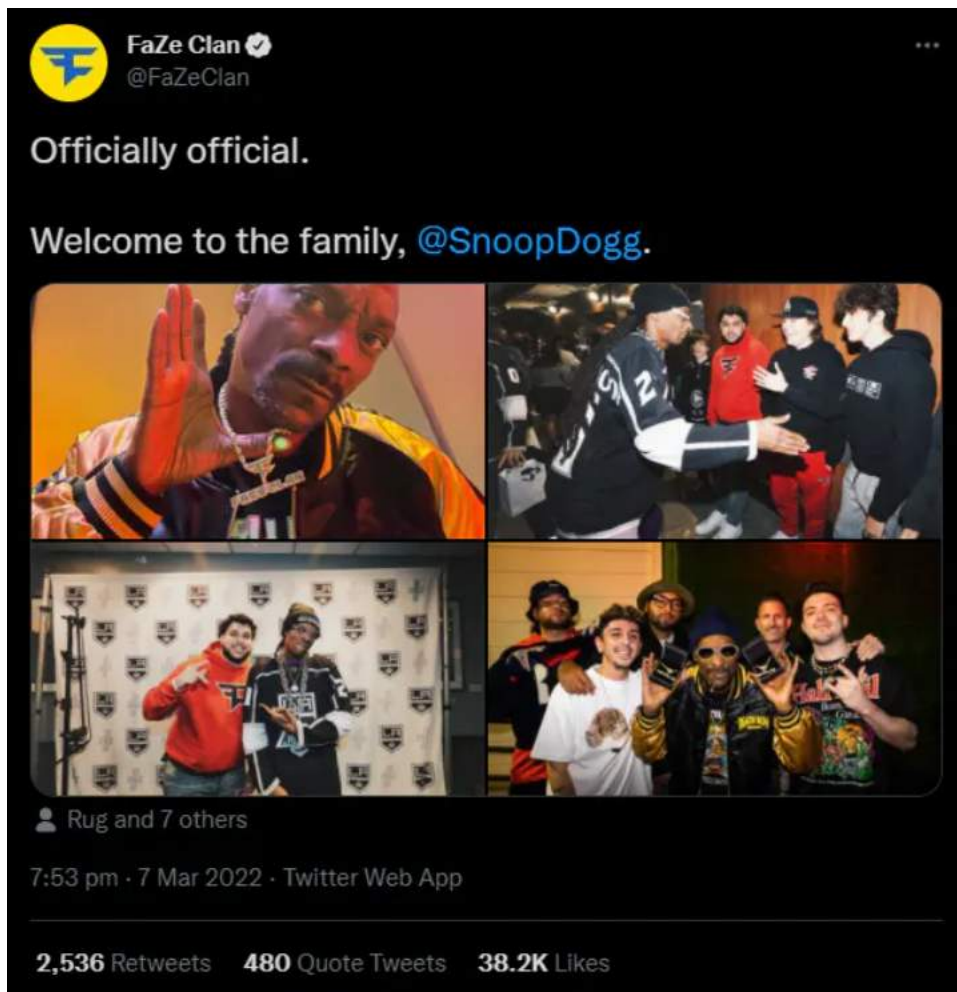 FaZe Clan
@FaZeClan
Officially official.
Welcome to the family, @SnoopDogg.
2
Rug and 7 others
7:53 pm · 7 Mar 2022 · Twitter Web App
2,536 Retweets 480 Quote Tweets 38.2K Likes